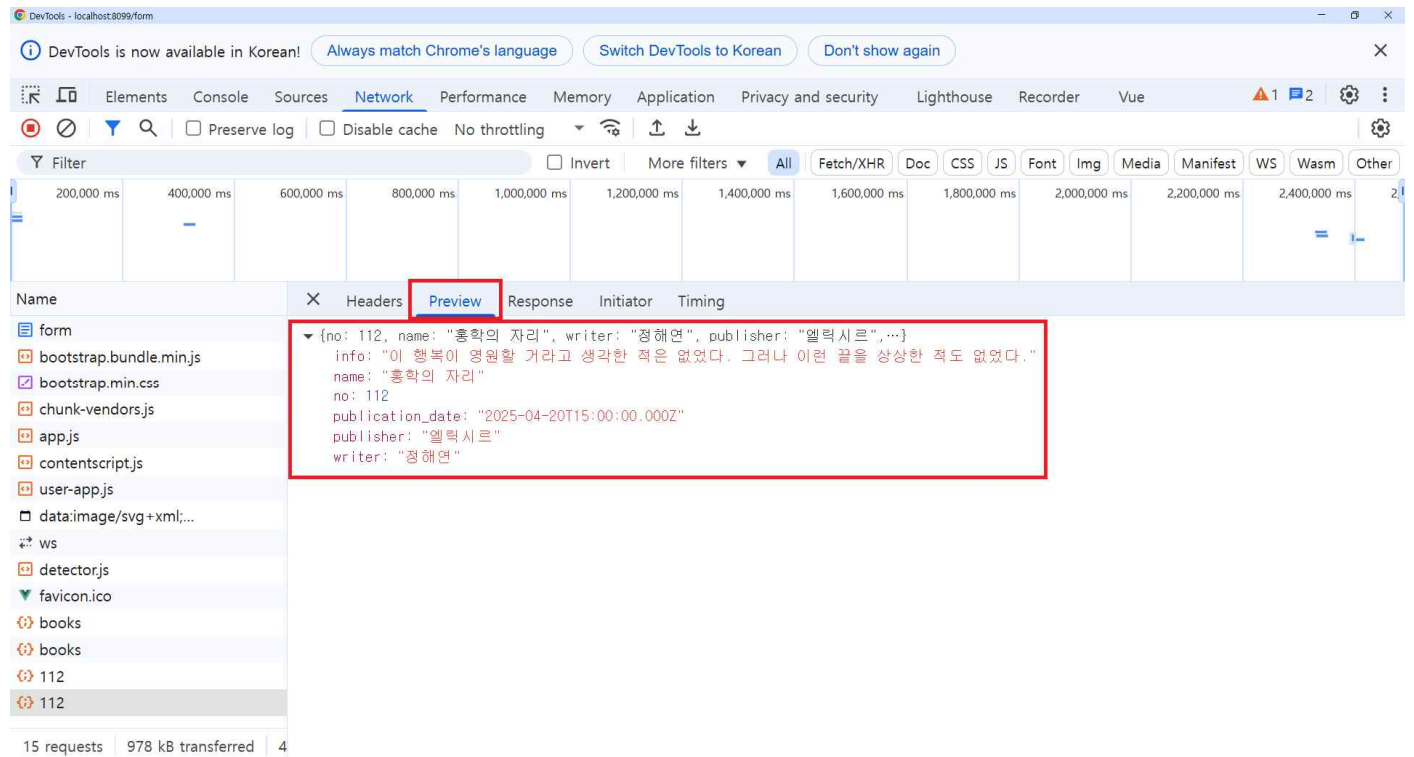 DevTools - localhost:8099/form
DevTools is now available in Korean! Always match Chrome's language Switch DevTools to Korean Don't show again
Elements Console Sources Network Performance Memory Application Privacy and security Lighthouse Recorder Vue 1 2
Preserve log Disable cache No throttling
Filter Invert More filters All Fetch/XHR Doc CSS JS Font Img Media Manifest WS Wasm Other
200,000 ms 400,000 ms 600,000 ms 800,000 ms 1,000,000 ms 1,200,000 ms 1,400,000 ms 1,600,000 ms 1,800,000 ms 2,000,000 ms 2,200,000 ms 2,400,000 ms
Name Headers Preview Response Initiator Timing
form
bootstrap.bundle.min.js
bootstrap.min.css
chunk-vendors.js
app.js
contentscript.js
user-app.js
data:image/svg+xml;...
ws
detector.js
favicon.ico
books
books
112
112
15 requests 978 kB transferred 4
{no: 112, name: "홍학의 자리", writer: "정해연", publisher: "엘릭시르",…}
info: "이 행복이 영원할 거라고 생각한 적은 없었다. 그러나 이런 끝을 상상한 적도 없었다."
name: "홍학의 자리"
no: 112
publication_date: "2025-04-20T15:00:00.000Z"
publisher: "엘릭시르"
writer: "정해연"